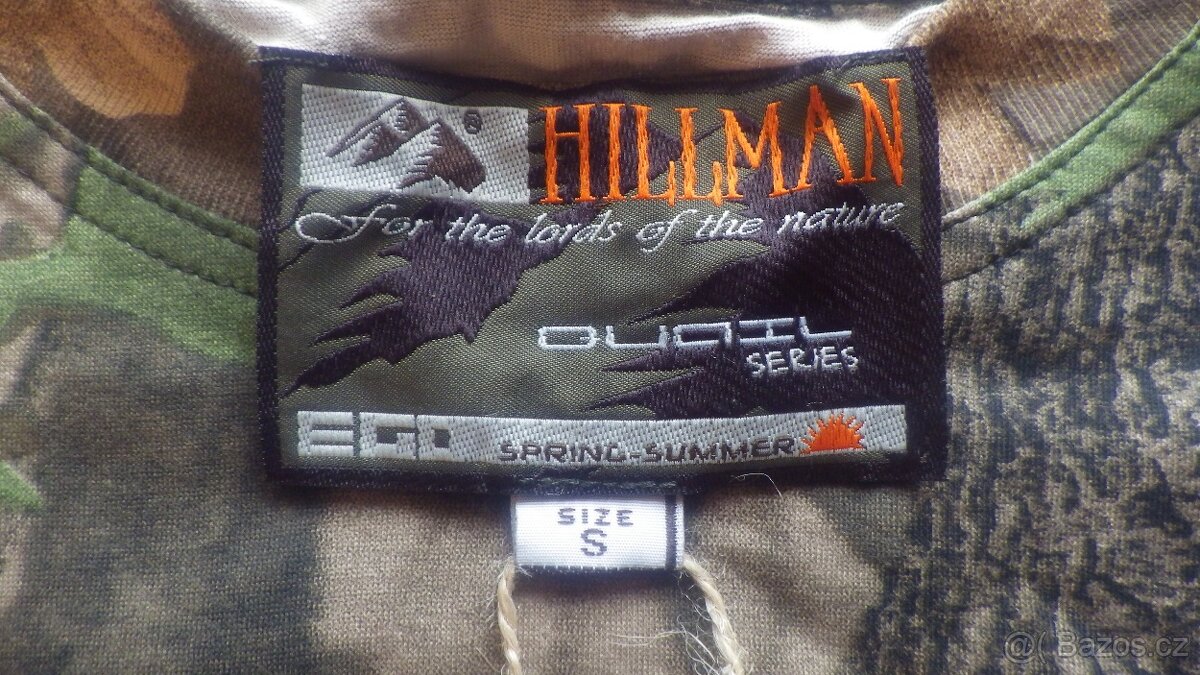 ® HILLMAN
For the lords of the nature
QUAIL
SERIES
EGO SPRING-SUMMER
SIZE
S
@( Bazos.cz